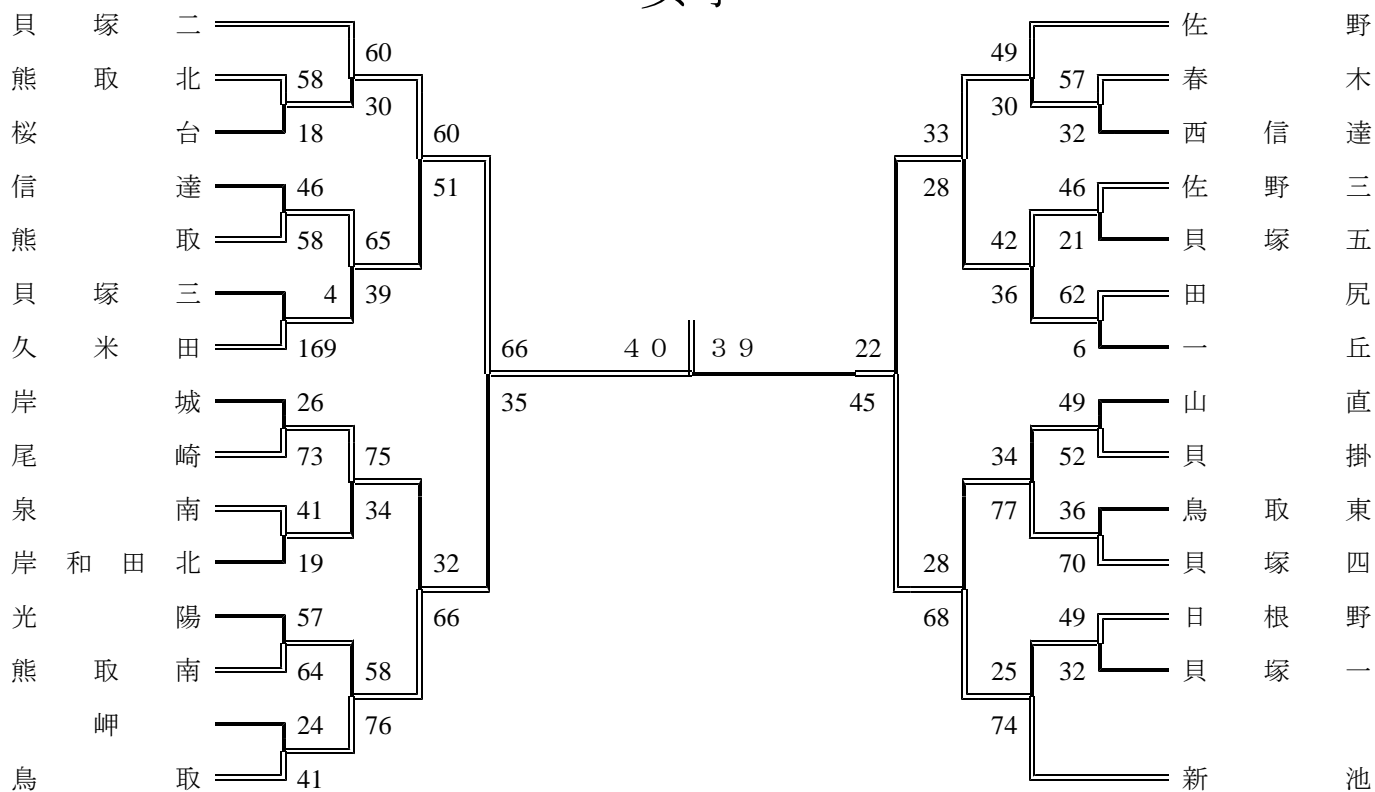 貝塚二
60
熊取北
58
30
桜台
18
60
信達
46
51
熊取
58
65
貝塚三
4
39
久米田
169
66
40
岸城
26
35
尾崎
73
75
泉南
41
34
岸和田北
19
32
光陽
57
66
熊取南
64
58
岬
24
76
鳥取
41
佐野
49
春木
57
30
西信達
32
33
佐野三
46
28
貝塚五
21
42
田尻
62
36
一丘
6
39
22
山直
49
45
貝掛
52
34
鳥取東
36
77
貝塚四
70
28
日根野
49
68
貝塚一
32
25
74
新池